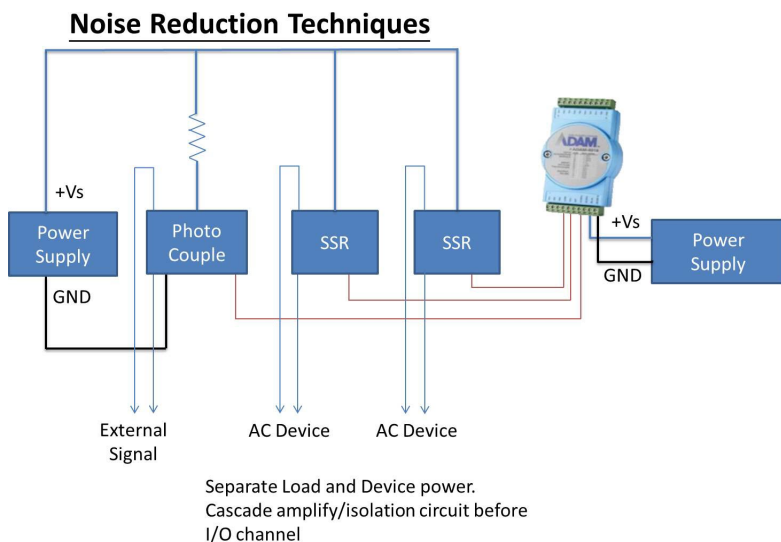 Noise Reduction Techniques
+Vs
Power
Supply
GND
Photo
Couple
SSR
SSR
ADAM
+Vs
GND
Power
Supply
External
Signal
AC Device
AC Device
Separate Load and Device power.
Cascade amplify/isolation circuit before
I/O channel